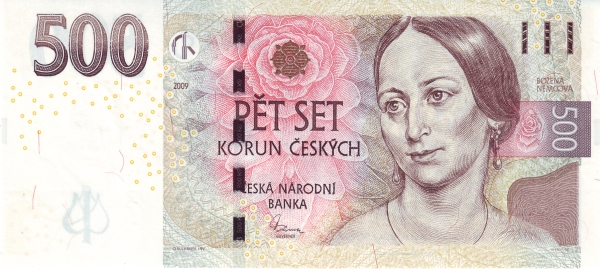 500
2009
BOŽENA
NĚMCOVÁ
PĚT SET
KORUN ČESKÝCH
500
ČESKÁ NÁRODNÍ
BANKA